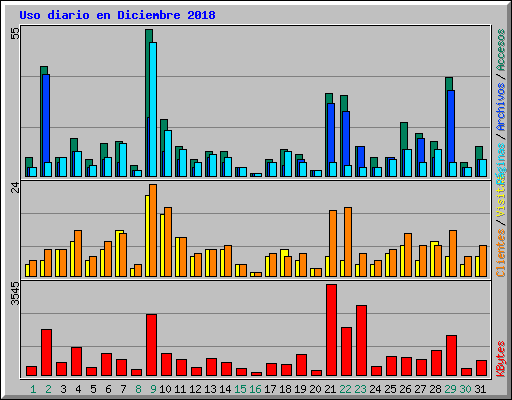 Uso diario en Diciembre 2018
55
24
3545
Accesos / Archivos / Páginas
Visitas / Clientes
KBytes
1 2 3 4 5 6 7 8 9 10 11 12 13 14 15 16 17 18 19 20 21 22 23 24 25 26 27 28 29 30 31